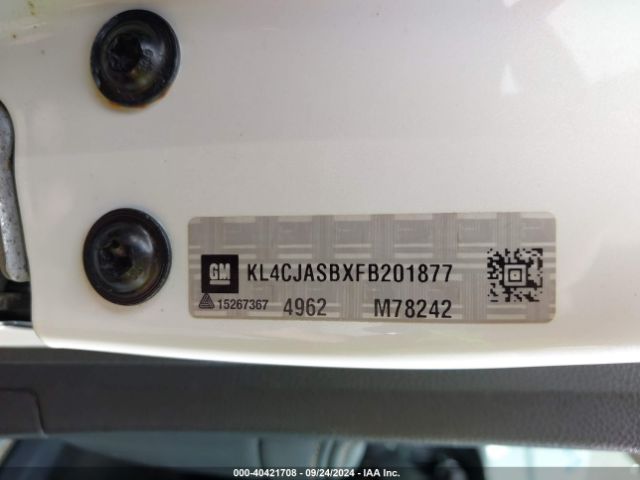 GM KL4CJASBXFB201877
15267367 4962 M78242
000-40421708 - 09/24/2024 - IAA Inc.